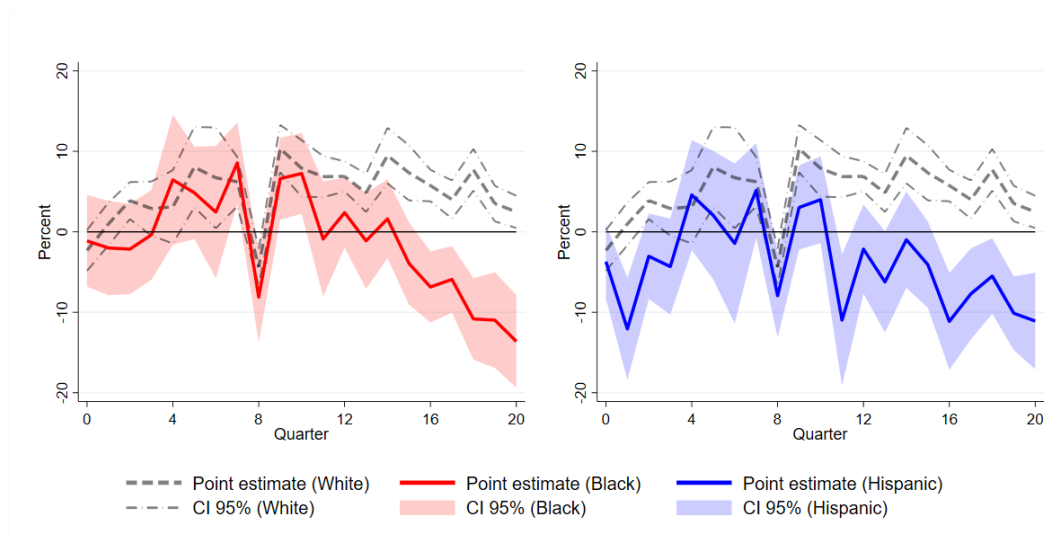 20
10
0
-10
-20
Percent
0
4
8
12
16
20
Quarter
20
10
0
-10
-20
Percent
0
4
8
12
16
20
Quarter
Point estimate (White)
Point estimate (Black)
Point estimate (Hispanic)
CI 95% (White)
CI 95% (Black)
CI 95% (Hispanic)